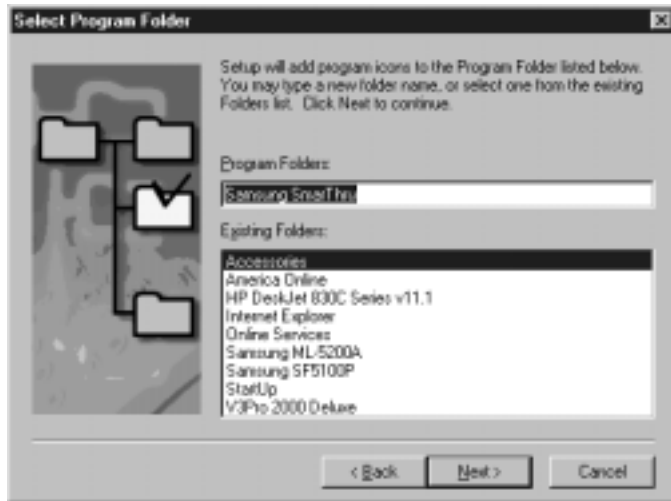 Select Program Folder
Setup will add program icons to the Program Folder listed below.
You may type a new folder name, or select one from the existing
Folders list. Click Next to continue.
Program Folders:
Samsung SmarThru
Existing Folders:
Accessories
America Online
HP DeskJet 830C Series v11.1
Internet Explorer
Online Services
Samsung ML-5200A
Samsung SF5100P
StartUp
V3Pro 2000 Deluxe
< Back
Next >
Cancel